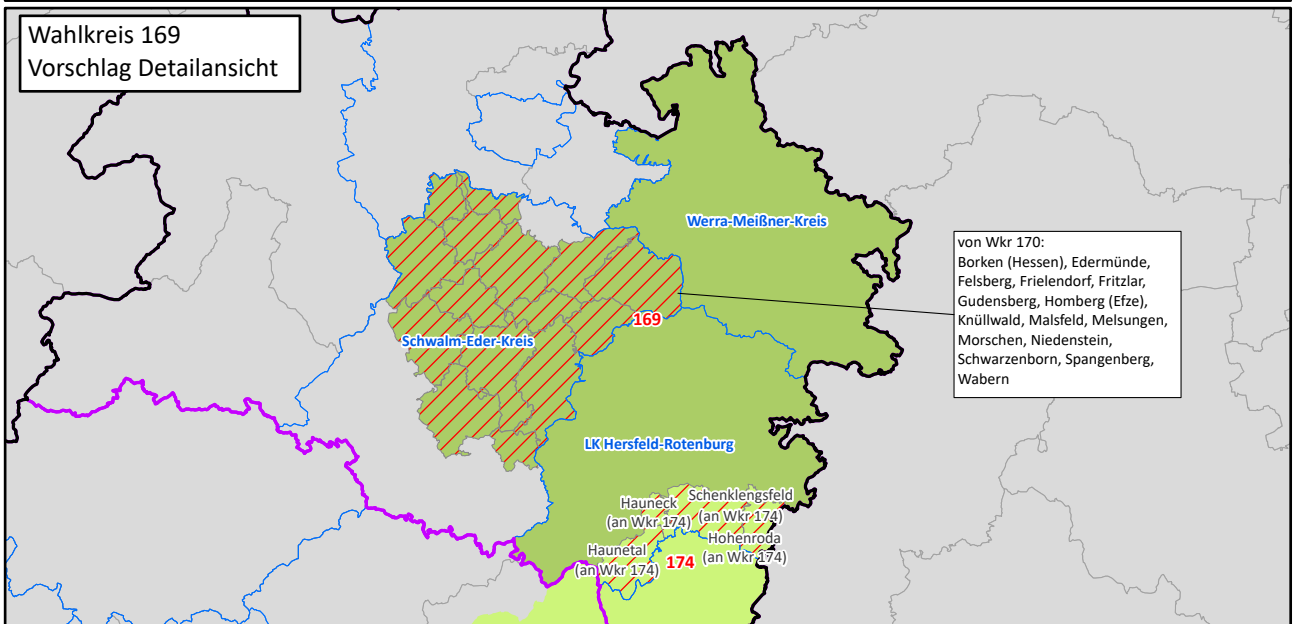 Wahlkreis 169
Vorschlag Detailansicht
Werra-Meißner-Kreis
von Wkr 170:
Borken (Hessen), Edermünde,
Felsberg, Frielendorf, Fritzlar,
Gudensberg, Homberg (Efze),
Knüllwald, Malsfeld, Melsungen,
Morschen, Niedenstein,
Schwarzenborn, Spangenberg,
Wabern
169
Schwalm-Eder-Kreis
LK Hersfeld-Rotenburg
Hauneck
(an Wkr 174)
Schenklengsfeld
(an Wkr 174)
Haunetal
(an Wkr 174)
174
Hohenroda
(an Wkr 174)